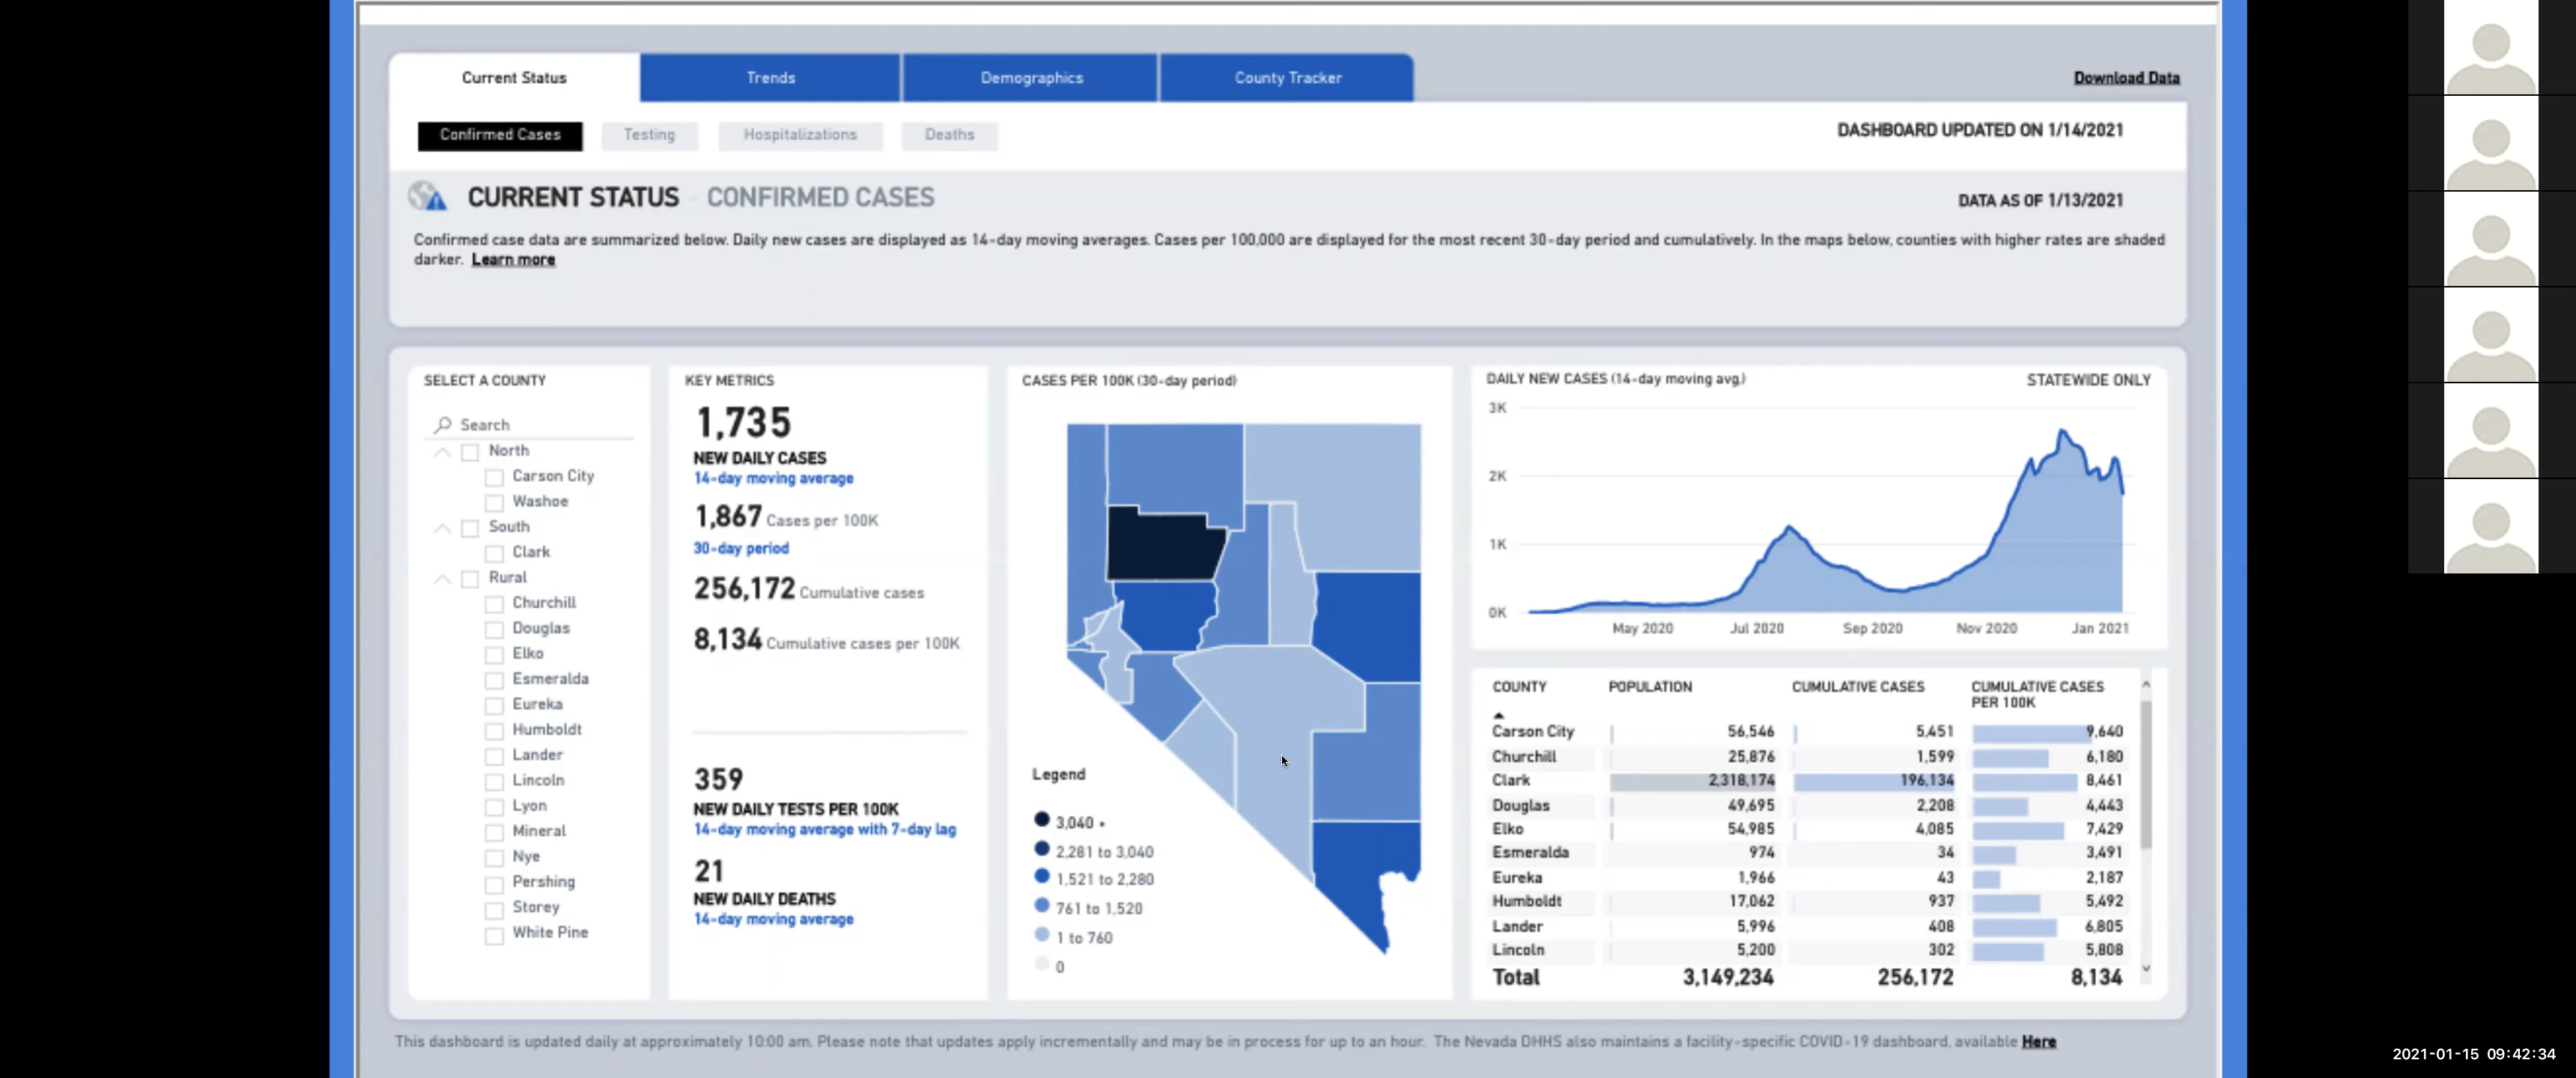 Current Status
Trends
Demographics
County Tracker
Download Data
Confirmed Cases
Testing
Hospitalizations
Deaths
DASHBOARD UPDATED ON 1/14/2021
CURRENT STATUS - CONFIRMED CASES
DATA AS OF 1/13/2021
Confirmed case data are summarized below. Daily new cases are displayed as 14-day moving averages. Cases per 100,000 are displayed for the most recent 30-day period and cumulatively. In the maps below, counties with higher rates are shaded
darker. Learn more
SELECT A COUNTY
Search
North
Carson City
Washoe
South
Clark
Rural
Churchill
Douglas
Elko
Esmeralda
Eureka
Humboldt
Lander
Lincoln
Lyon
Mineral
Nye
Pershing
Storey
White Pine
KEY METRICS
1,735
NEW DAILY CASES
14-day moving average
1,867 Cases per 100K
30-day period
256,172 Cumulative cases
8,134 Cumulative cases per 100K
359
NEW DAILY TESTS PER 100K
14-day moving average with 7-day lag
21
NEW DAILY DEATHS
14-day moving average
CASES PER 100K (30-day period)
Legend
3,040 +
2,281 to 3,040
1,521 to 2,280
761 to 1,520
1 to 760
0
DAILY NEW CASES (14-day moving avg.)
STATEWIDE ONLY
3K
2K
1K
0K
May 2020 Jul 2020 Sep 2020 Nov 2020 Jan 2021
COUNTY POPULATION CUMULATIVE CASES CUMULATIVE CASES
PER 100K
Carson City 56,546 5,451 9,640
Churchill 25,876 1,599 6,180
Clark 2,318,174 196,134 8,461
Douglas 49,695 2,208 4,443
Elko 54,985 4,085 7,429
Esmeralda 974 34 3,491
Eureka 1,966 43 2,187
Humboldt 17,062 937 5,492
Lander 5,996 408 6,805
Lincoln 5,200 302 5,808
Total 3,149,234 256,172 8,134
This dashboard is updated daily at approximately 10:00 am. Please note that updates apply incrementally and may be in process for up to an hour. The Nevada DHHS also maintains a facility-specific COVID-19 dashboard, available Here
2021-01-15 09:42:34